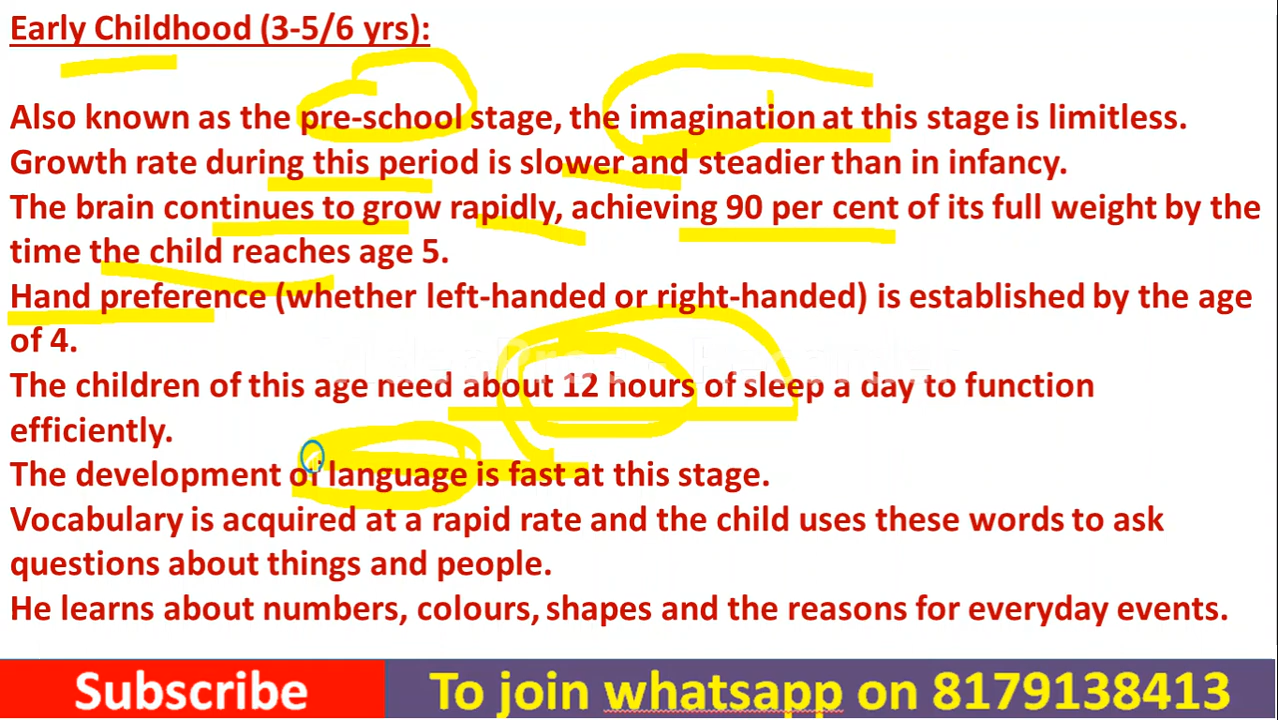 Early Childhood (3-5/6 yrs):
Also known as the pre-school stage, the imagination at this stage is limitless.
Growth rate during this period is slower and steadier than in infancy.
The brain continues to grow rapidly, achieving 90 per cent of its full weight by the
time the child reaches age 5.
Hand preference (whether left-handed or right-handed) is established by the age
of 4.
The children of this age need about 12 hours of sleep a day to function
efficiently.
The development of language is fast at this stage.
Vocabulary is acquired at a rapid rate and the child uses these words to ask
questions about things and people.
He learns about numbers, colours, shapes and the reasons for everyday events.
Subscribe
To join whatsapp on 8179138413